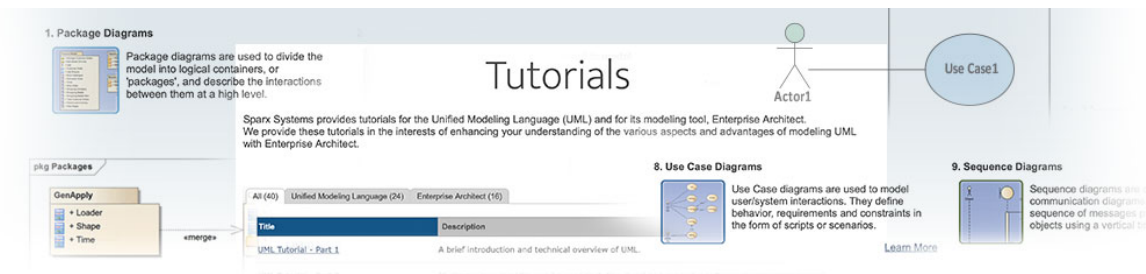 1. Package Diagrams
Package diagrams are used to divide the
model into logical containers, or
'packages', and describe the interactions
between them at a high level.
Tutorials
Actor1
Use Case1
Sparx Systems provides tutorials for the Unified Modeling Language (UML) and for its modeling tool, Enterprise Architect.
We provide these tutorials in the interests of enhancing your understanding of the various aspects and advantages of modeling UML
with Enterprise Architect.
pkg Packages
GenApply
+ Loader
+ Shape
+ Time
«merge»
All (40)
Unified Modeling Language (24)
Enterprise Architect (16)
Title
Description
UML Tutorial - Part 1
A brief introduction and technical overview of UML.
8. Use Case Diagrams
Use Case diagrams are used to model
user/system interactions. They define
behavior, requirements and constraints in
the form of scripts or scenarios.
Learn More
9. Sequence Diagrams
Sequence diagrams are
communication diagrams
sequence of messages
objects using a vertical